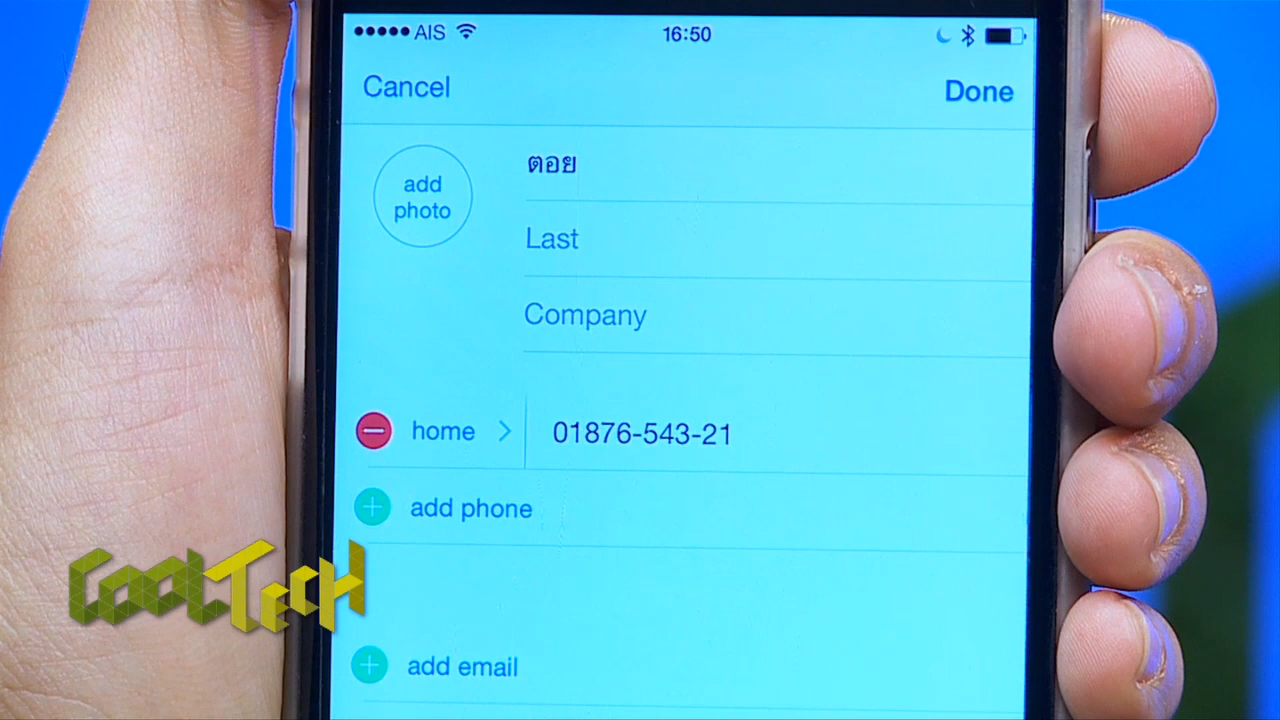 AIS 16:50
Cancel Done
add photo
ตอย
Last
Company
home 01876-543-21
add phone
add email
CoolTech